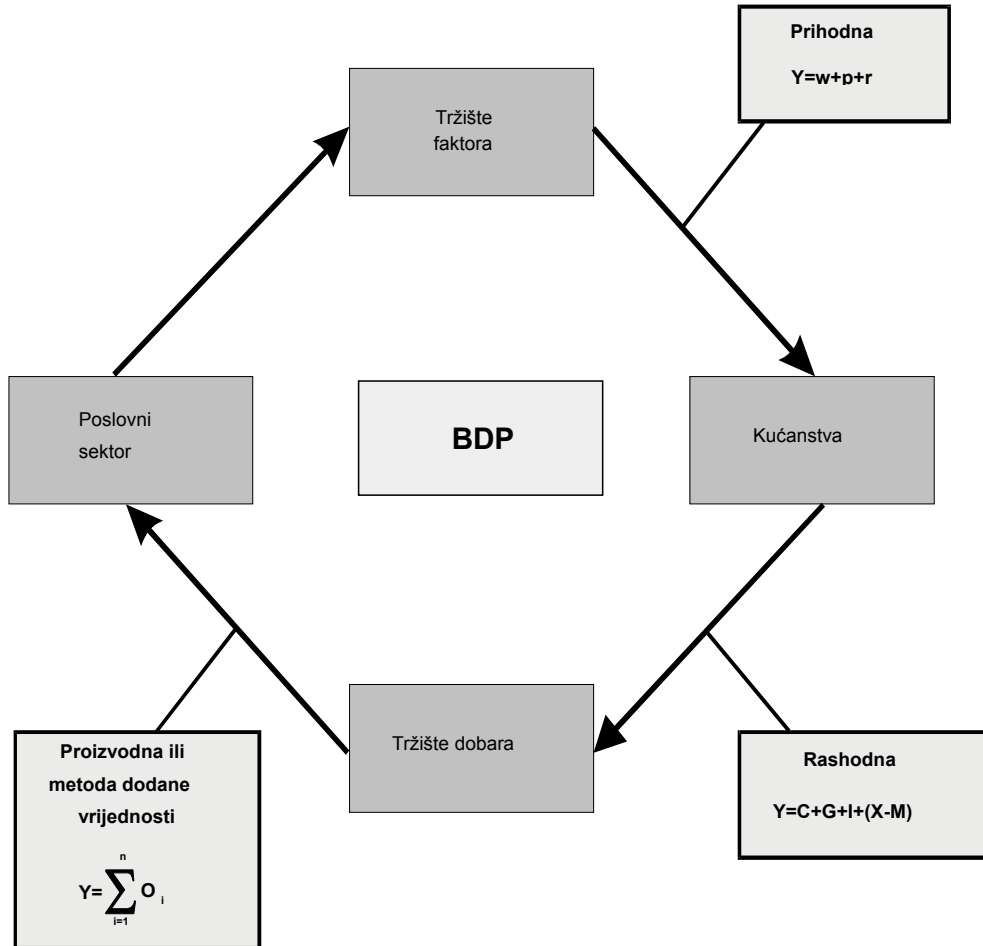 Prihodna
Y=w+p+r
Tržište
faktora
Poslovni
sektor
BDP
Kućanstva
Tržište dobara
Proizvodna ili
metoda dodane
vrijednosti
n
Y=∑O i
i=1
Rashodna
Y=C+G+I+(X-M)